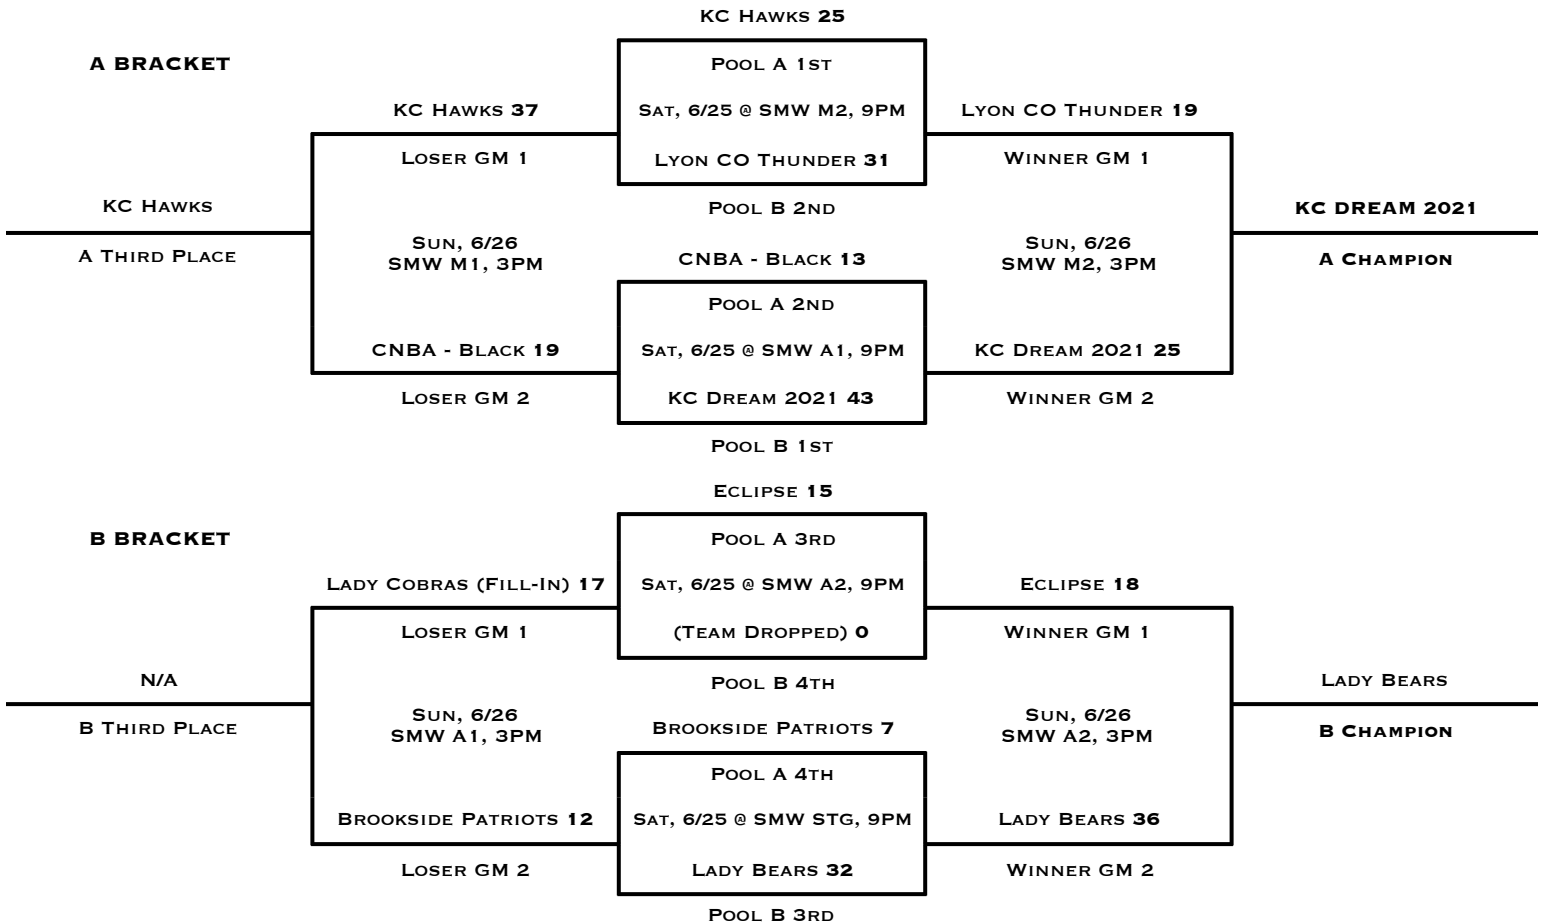 KC Hawks 25
A BRACKET
Pool A 1st
KC Hawks 37
Sat, 6/25 @ SMW M2, 9PM
Lyon CO Thunder 19
Loser GM 1
Lyon CO Thunder 31
Winner GM 1
KC Hawks
Pool B 2nd
KC DREAM 2021
A Third Place
Sun, 6/26
SMW M1, 3PM
CNBA - Black 13
Sun, 6/26
SMW M2, 3PM
A Champion
Pool A 2nd
CNBA - Black 19
Sat, 6/25 @ SMW A1, 9PM
KC Dream 2021 25
Loser GM 2
KC Dream 2021 43
Winner GM 2
Pool B 1st
Eclipse 15
B BRACKET
Pool A 3rd
Lady Cobras (Fill-In) 17
Sat, 6/25 @ SMW A2, 9PM
Eclipse 18
Loser GM 1
(Team Dropped) 0
Winner GM 1
N/A
Pool B 4th
Lady Bears
B Third Place
Sun, 6/26
SMW A1, 3PM
Brookside Patriots 7
Sun, 6/26
SMW A2, 3PM
B Champion
Pool A 4th
Brookside Patriots 12
Sat, 6/25 @ SMW STG, 9PM
Lady Bears 36
Loser GM 2
Lady Bears 32
Winner GM 2
Pool B 3rd